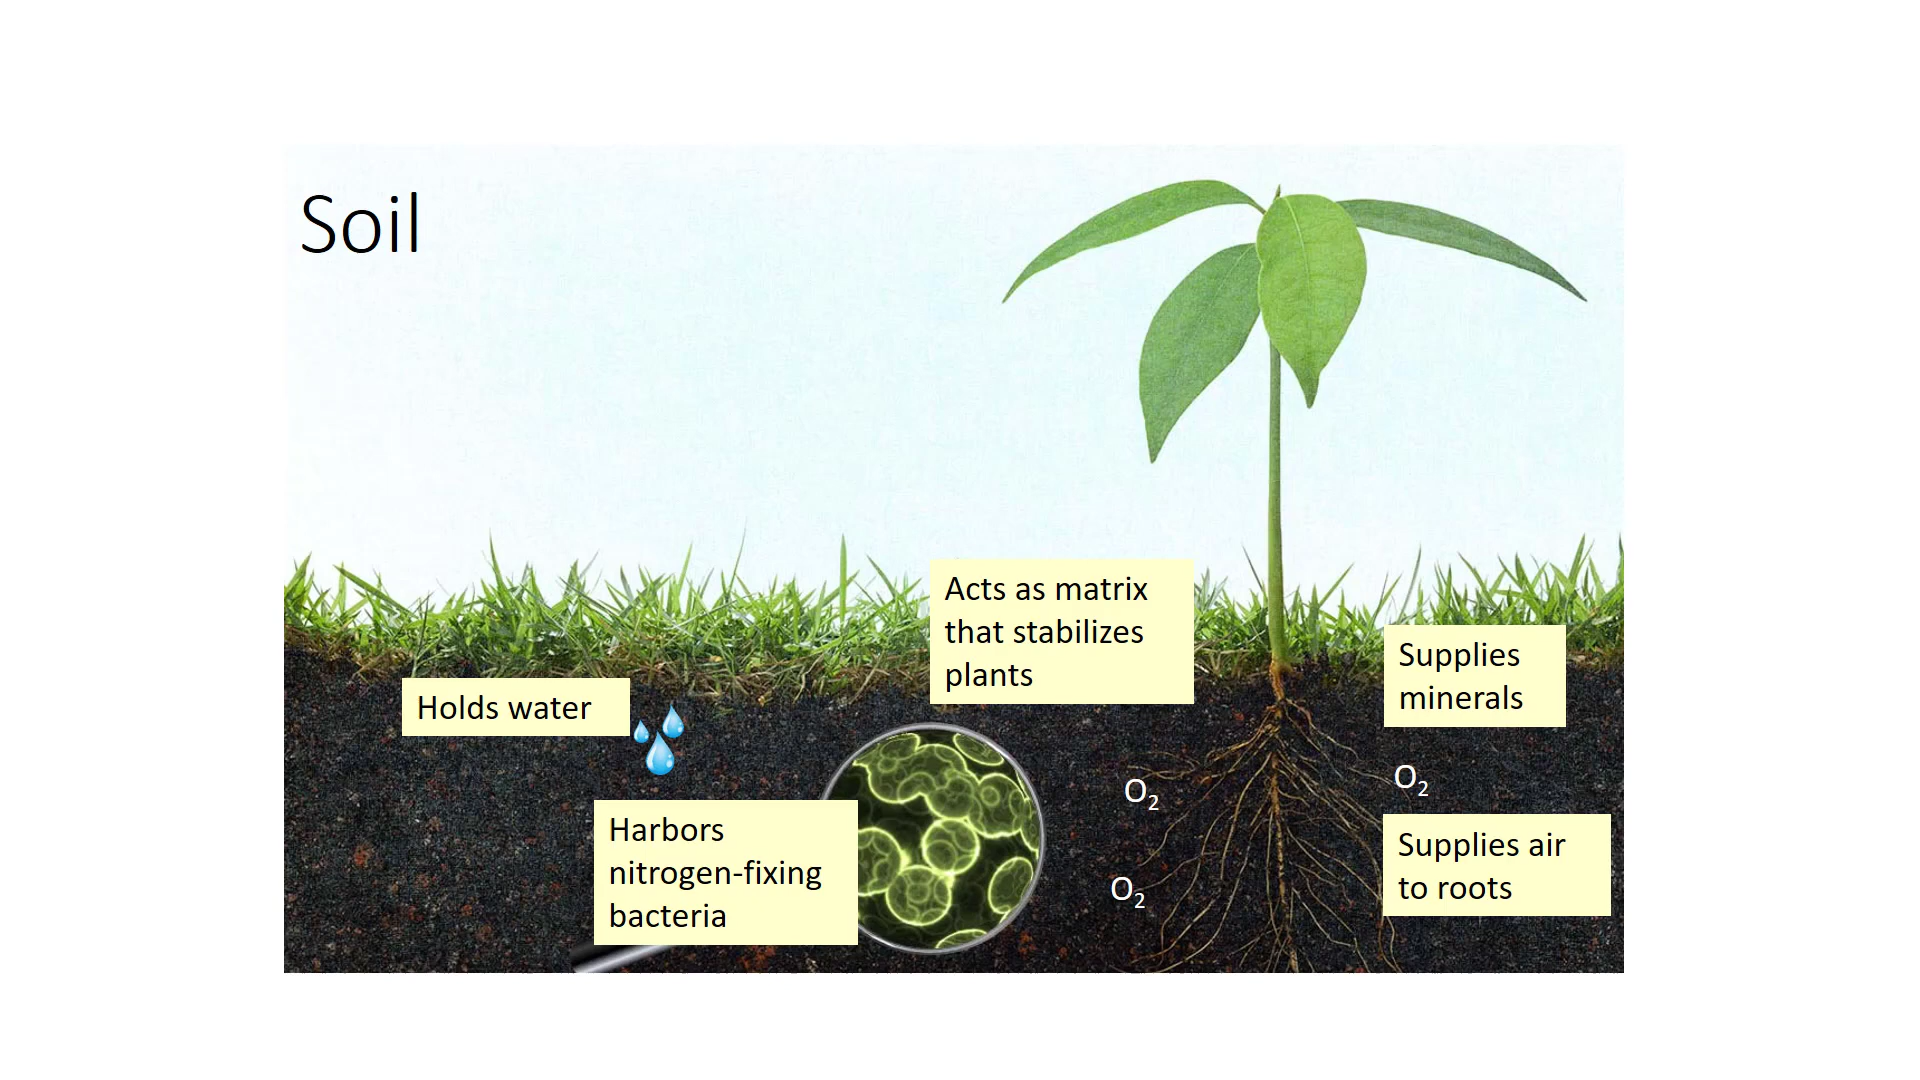 Soil
Acts as matrix
that stabilizes
plants
Supplies
minerals
Holds water
O₂
O₂
Harbors
nitrogen-fixing
bacteria
Supplies air
to roots
O₂